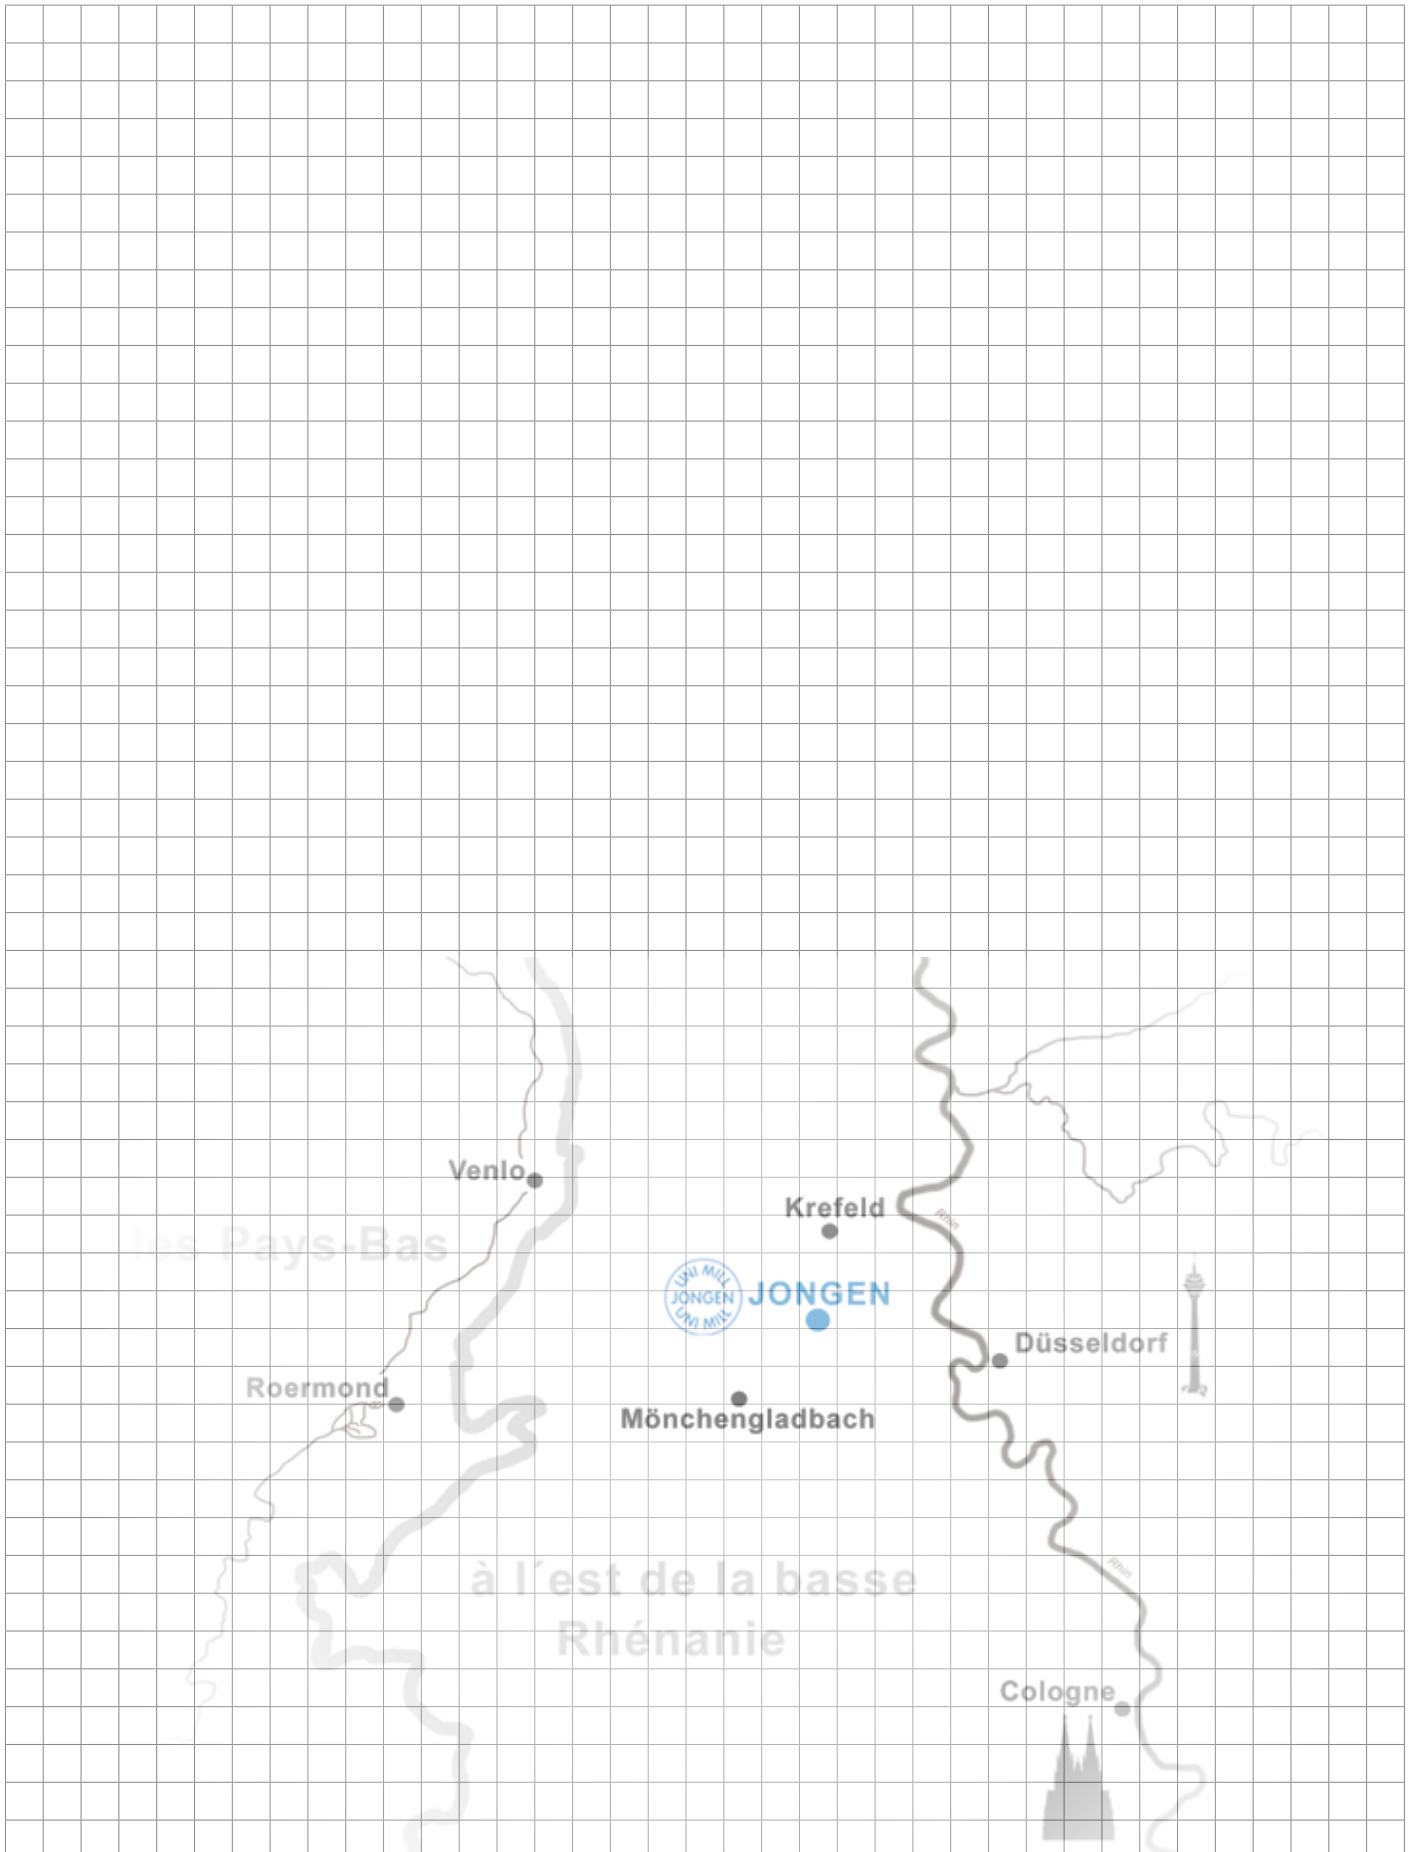 Venlo
Krefeld
Rhin
les Pays-Bas
UNI MILL
JONGEN
UNI MILL
JONGEN
Düsseldorf
Roermond
Mönchengladbach
Rhin
à l´est de la basse
Rhénanie
Cologne